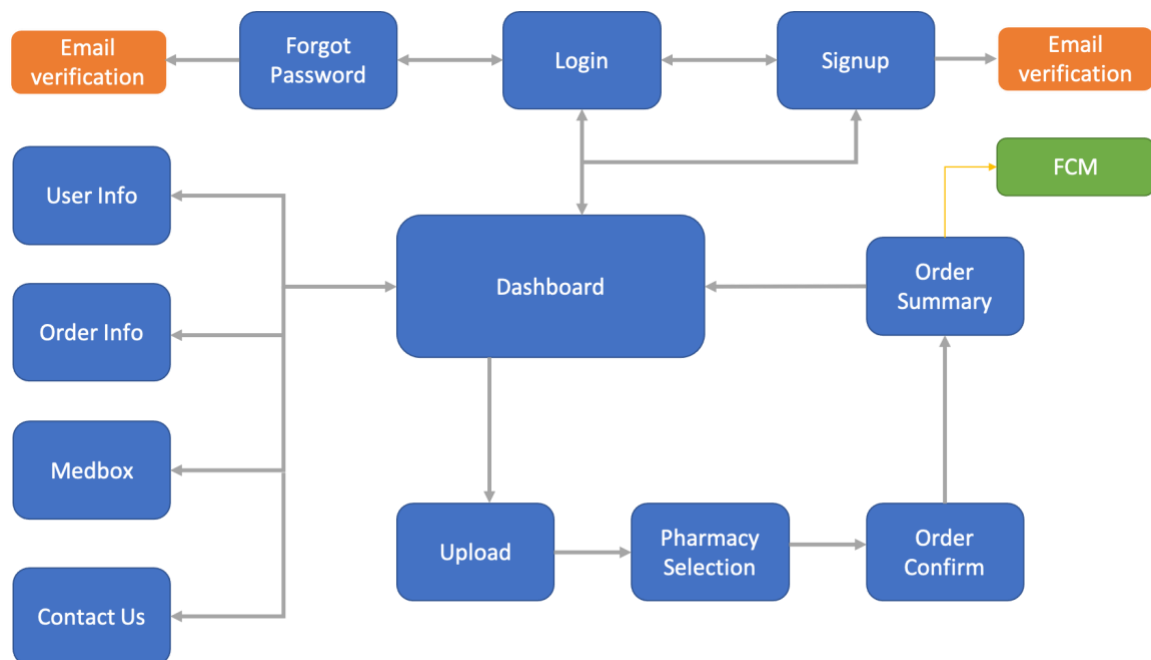 Email
verification
Forgot
Password
Login
Signup
Email
verification
FCM
User Info
Dashboard
Order
Summary
Order Info
Medbox
Upload
Pharmacy
Selection
Order
Confirm
Contact Us